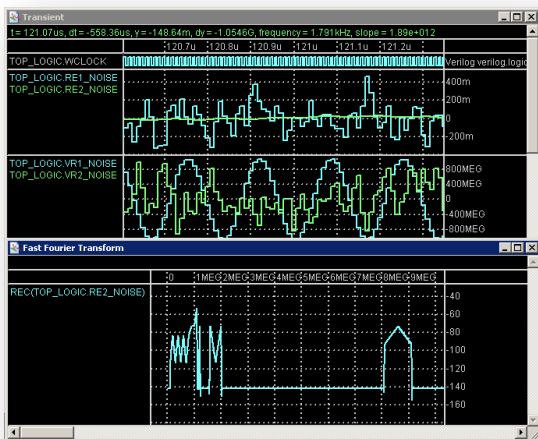 Transient
t = 121.07us, dt = -558.36us, y = -148.64m, dy = -1.0546G, frequency = 1.791kHz, slope = 1.89e+012
120.7u 120.8u 120.9u 121u 121.1u 121.2u
TOP_LOGIC.WCLOCK
Verilog verilog.logic
TOP_LOGIC.RE1_NOISE
TOP_LOGIC.RE2_NOISE
400m
200m
0
-200m
TOP_LOGIC.VR1_NOISE
TOP_LOGIC.VR2_NOISE
800MEG
400MEG
0
-400MEG
-800MEG
Fast Fourier Transform
0 1MEG 2MEG 3MEG 4MEG 5MEG 6MEG 7MEG 8MEG 9MEG
REC(TOP_LOGIC.RE2_NOISE)
-40
-60
-80
-100
-120
-140
-160